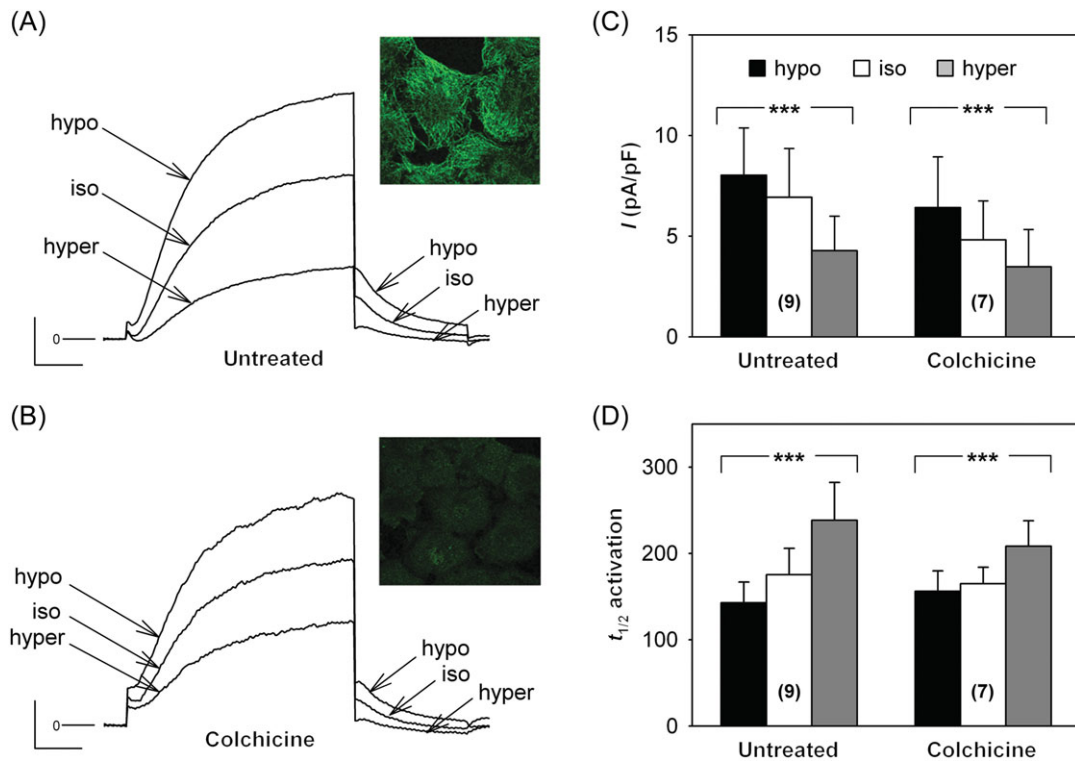 (A)
hypo
iso
hyper
hypo
iso
hyper
0
Untreated
(B)
hypo
iso
hyper
hypo
iso
hyper
0
Colchicine
(C)
15
10
5
0
I (pA/pF)
hypo iso hyper
*** ***
(9) (7)
Untreated Colchicine
(D)
300
200
100
0
t1/2 activation
*** ***
(9) (7)
Untreated Colchicine